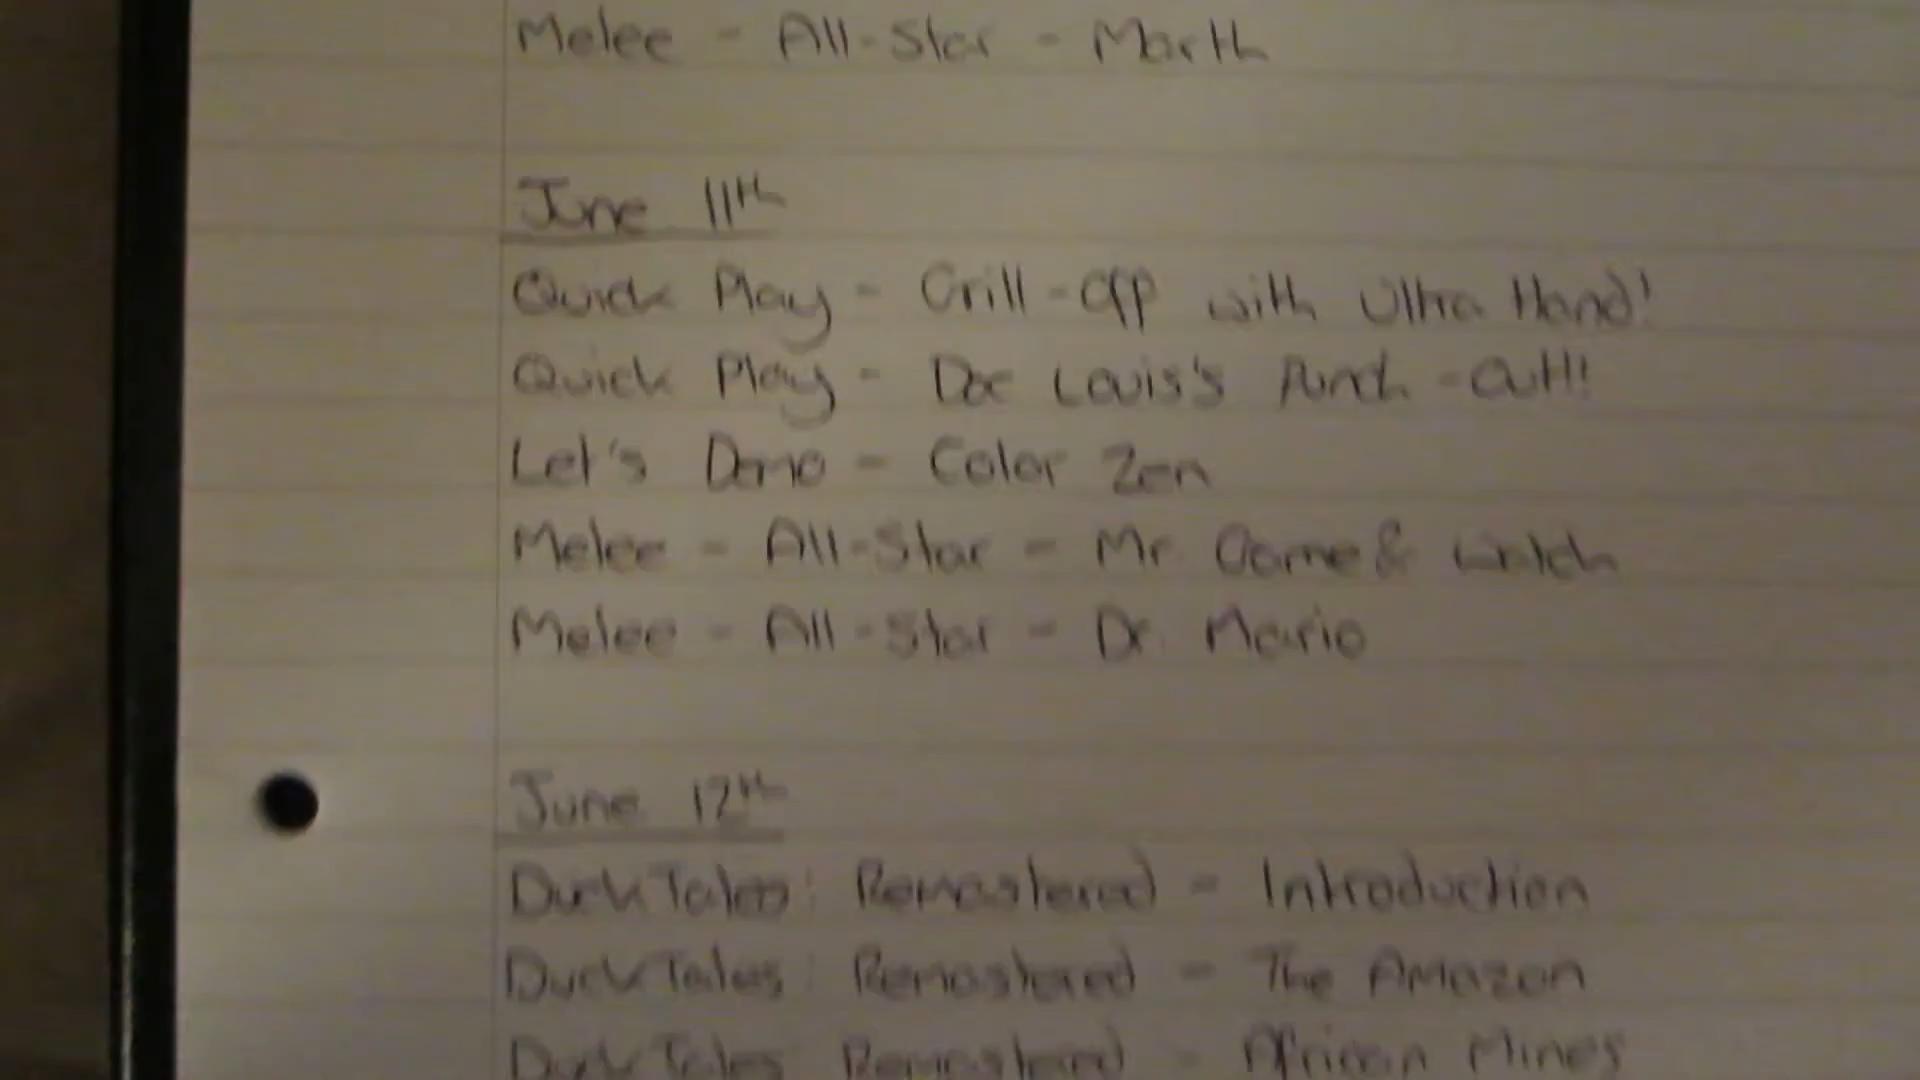 Melee - All-Star - Marth
June 11th
Quick Play - Grill-Off with Ultra Hand!
Quick Play - Doc Louis's Punch-Out!!
Let's Demo - Color Zen
Melee - All-Star - Mr. Game & Watch
Melee - All-Star - Dr. Mario
June 12th
DuckTales: Remastered - Introduction
DuckTales: Remastered - The Amazon
DuckTales Remastered - African Mines